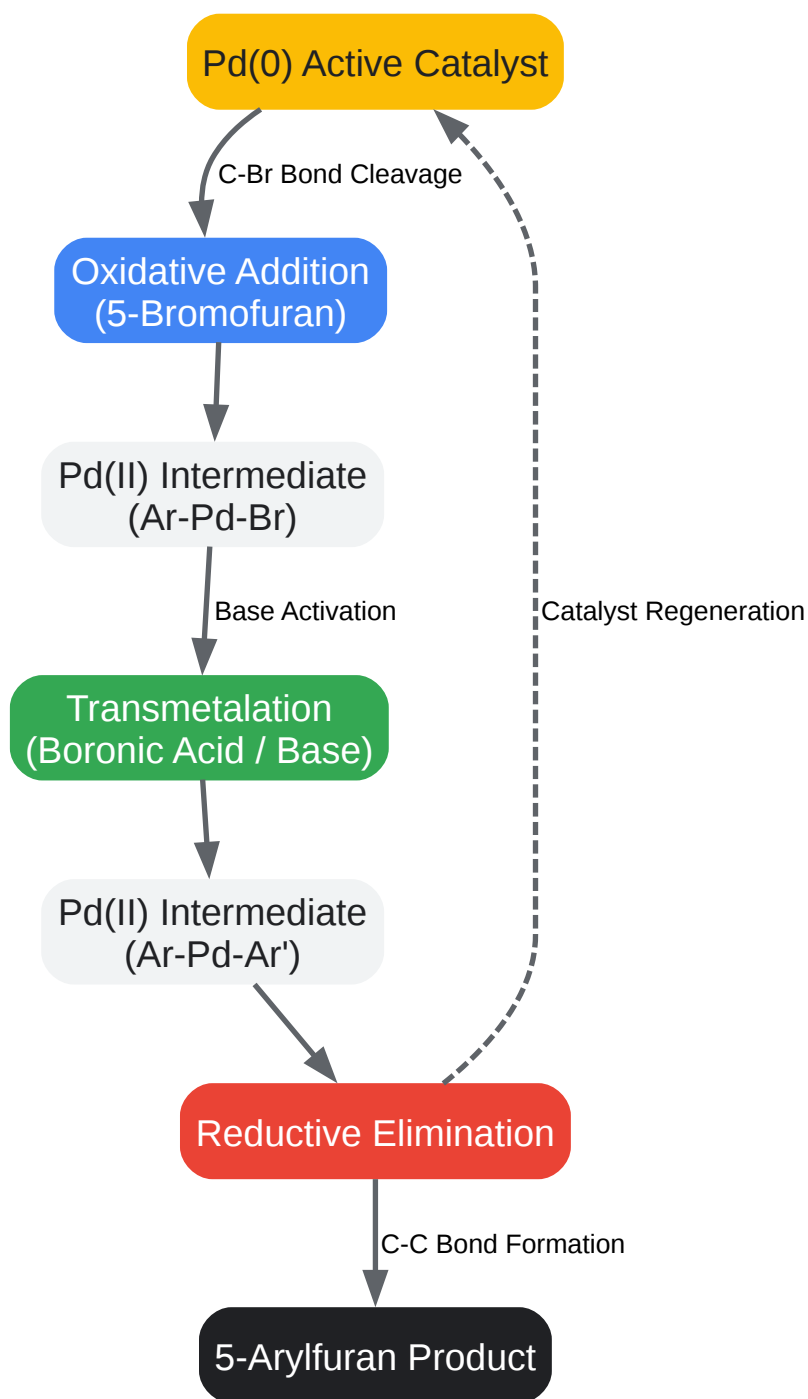 Pd(0) Active Catalyst
C-Br Bond Cleavage
Oxidative Addition
(5-Bromofuran)
Pd(II) Intermediate
(Ar-Pd-Br)
Base Activation
Catalyst Regeneration
Transmetalation
(Boronic Acid / Base)
Pd(II) Intermediate
(Ar-Pd-Ar')
Reductive Elimination
C-C Bond Formation
5-Arylfuran Product